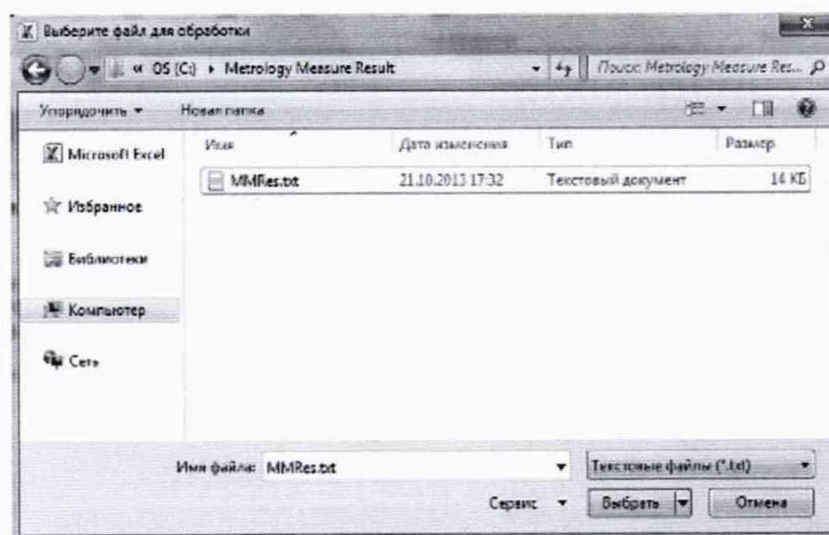 Выберите файл для обработки
« OS (C:) ▸ Metrology Measure Result
Поиск: Metrology Measure Res...
Упорядочить Новая папка
Имя Дата изменения Тип Размер
Microsoft Excel
MMRes.txt 21.10.2013 17:32 Текстовый документ 14 КБ
Избранное
Библиотеки
Компьютер
Сеть
Имя файла: MMRes.txt Текстовые файлы (*.txt)
Сервис Выбрать Отмена